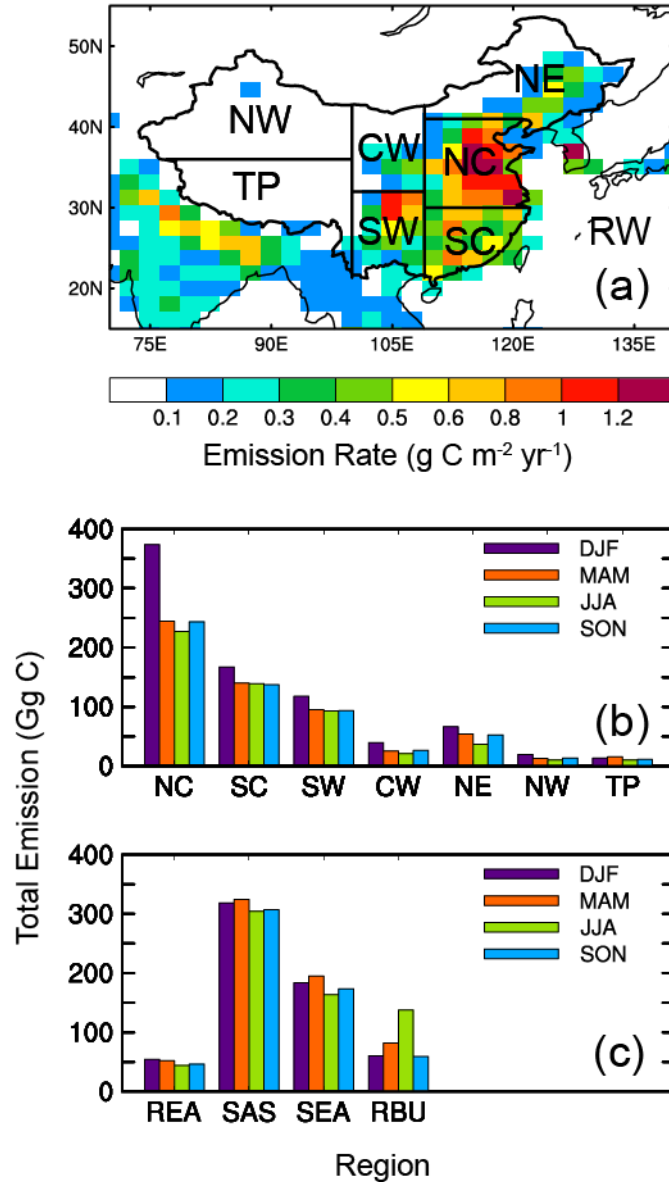 50N
40N
30N
20N
NW
NE
CW
NC
TP
SW
SC
RW
(a)
75E 90E 105E 120E 135E
0.1 0.2 0.3 0.4 0.5 0.6 0.8 1 1.2
Emission Rate (g C m⁻² yr⁻¹)
Total Emission (Gg C)
400
300
200
100
0
DJF
MAM
JJA
SON
(b)
NC SC SW CW NE NW TP
400
300
200
100
0
DJF
MAM
JJA
SON
(c)
REA SAS SEA RBU
Region